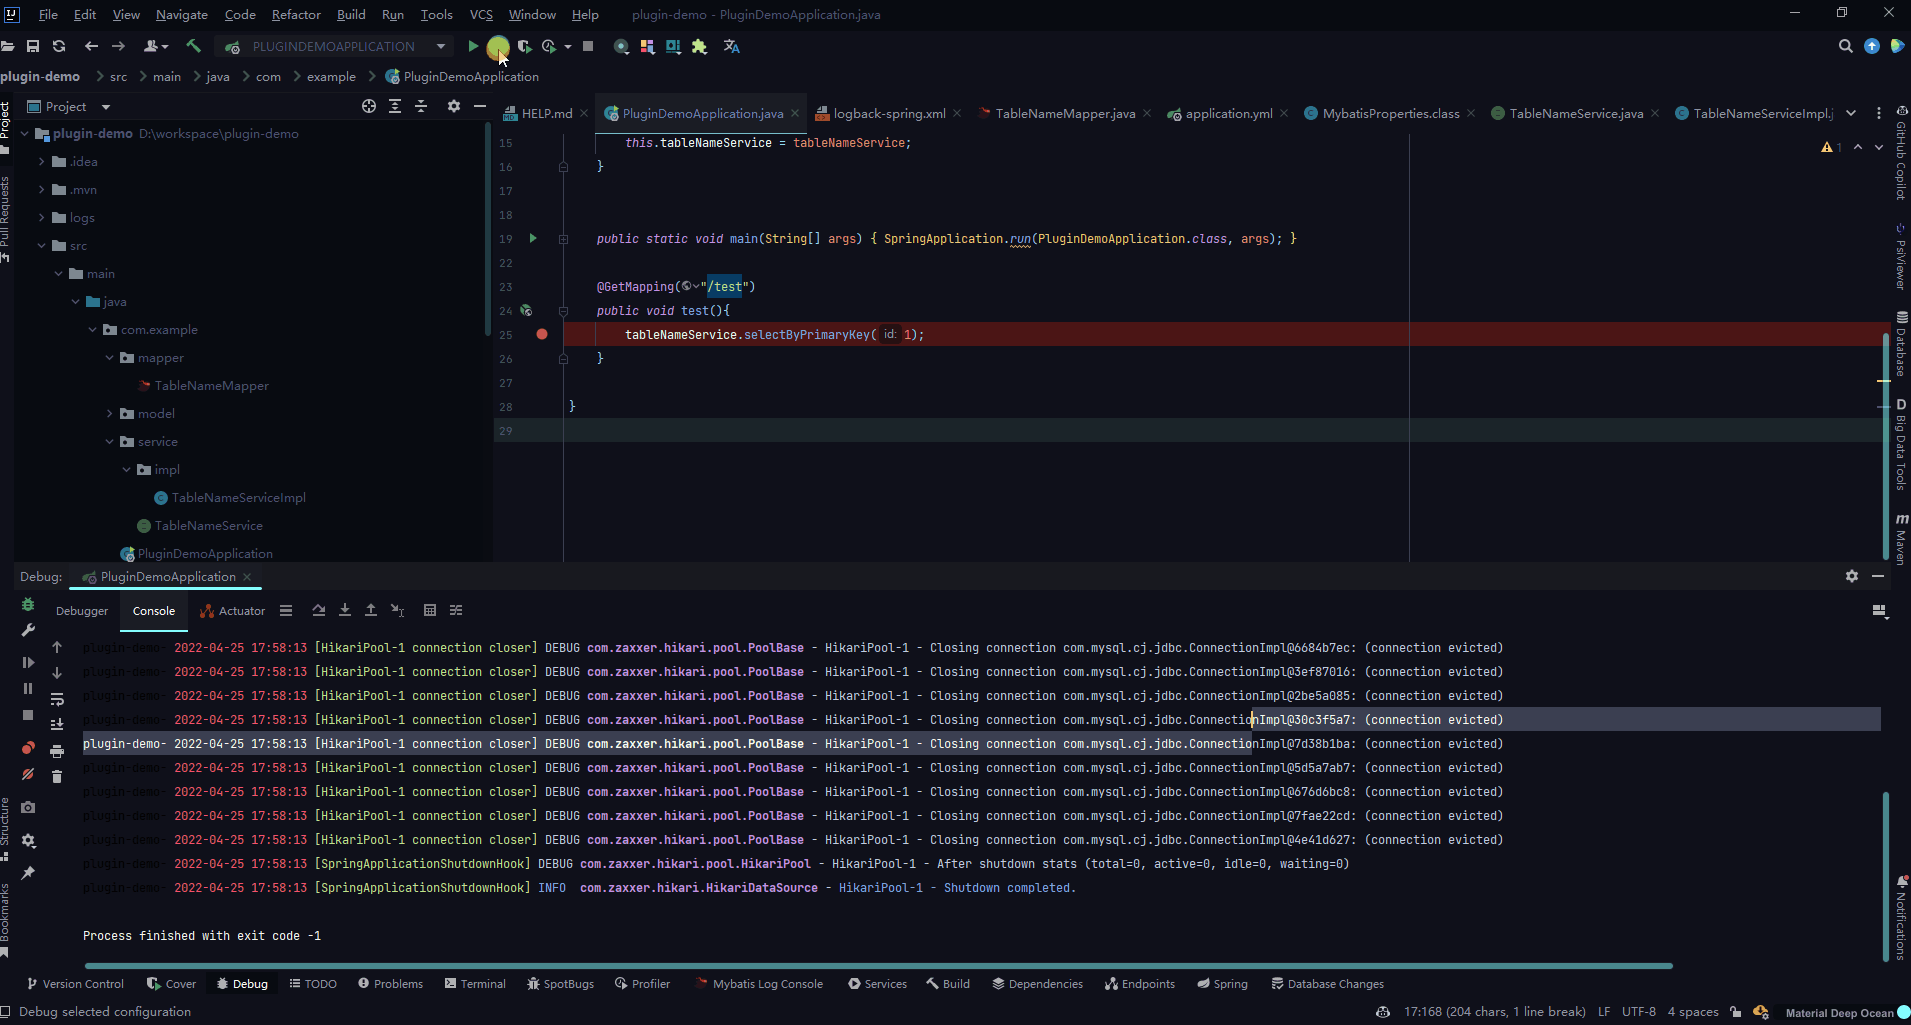 File Edit View Navigate Code Refactor Build Run Tools VCS Window Help plugin-demo - PluginDemoApplication.java
PLUGINDEMOAPPLICATION
plugin-demo src main java com example PluginDemoApplication
Project
HELP.md PluginDemoApplication.java logback-spring.xml TableNameMapper.java application.yml MybatisProperties.class TableNameService.java TableNameServiceImpl.j
Project
Pull Requests
Structure
Bookmarks
plugin-demo D:\workspace\plugin-demo
.idea
.mvn
logs
src
main
java
com.example
mapper
TableNameMapper
model
service
impl
TableNameServiceImpl
TableNameService
PluginDemoApplication
15 this.tableNameService = tableNameService;
16 }
17
18
19 public static void main(String[] args) { SpringApplication.run(PluginDemoApplication.class, args); }
22
23 @GetMapping("/test")
24 public void test(){
25 tableNameService.selectByPrimaryKey( id: 1);
26 }
27
28 }
29
1
GitHub Copilot
PsiViewer
Database
D Big Data Tools
m Maven
Notifications
Debug: PluginDemoApplication
Debugger Console Actuator
plugin-demo- 2022-04-25 17:58:13 [HikariPool-1 connection closer] DEBUG com.zaxxer.hikari.pool.PoolBase - HikariPool-1 - Closing connection com.mysql.cj.jdbc.ConnectionImpl@6684b7ec: (connection evicted)
plugin-demo- 2022-04-25 17:58:13 [HikariPool-1 connection closer] DEBUG com.zaxxer.hikari.pool.PoolBase - HikariPool-1 - Closing connection com.mysql.cj.jdbc.ConnectionImpl@3ef87016: (connection evicted)
plugin-demo- 2022-04-25 17:58:13 [HikariPool-1 connection closer] DEBUG com.zaxxer.hikari.pool.PoolBase - HikariPool-1 - Closing connection com.mysql.cj.jdbc.ConnectionImpl@2be5a085: (connection evicted)
plugin-demo- 2022-04-25 17:58:13 [HikariPool-1 connection closer] DEBUG com.zaxxer.hikari.pool.PoolBase - HikariPool-1 - Closing connection com.mysql.cj.jdbc.ConnectionImpl@30c3f5a7: (connection evicted)
plugin-demo- 2022-04-25 17:58:13 [HikariPool-1 connection closer] DEBUG com.zaxxer.hikari.pool.PoolBase - HikariPool-1 - Closing connection com.mysql.cj.jdbc.ConnectionImpl@7d38b1ba: (connection evicted)
plugin-demo- 2022-04-25 17:58:13 [HikariPool-1 connection closer] DEBUG com.zaxxer.hikari.pool.PoolBase - HikariPool-1 - Closing connection com.mysql.cj.jdbc.ConnectionImpl@5d5a7ab7: (connection evicted)
plugin-demo- 2022-04-25 17:58:13 [HikariPool-1 connection closer] DEBUG com.zaxxer.hikari.pool.PoolBase - HikariPool-1 - Closing connection com.mysql.cj.jdbc.ConnectionImpl@676d6bc8: (connection evicted)
plugin-demo- 2022-04-25 17:58:13 [HikariPool-1 connection closer] DEBUG com.zaxxer.hikari.pool.PoolBase - HikariPool-1 - Closing connection com.mysql.cj.jdbc.ConnectionImpl@7fae22cd: (connection evicted)
plugin-demo- 2022-04-25 17:58:13 [HikariPool-1 connection closer] DEBUG com.zaxxer.hikari.pool.PoolBase - HikariPool-1 - Closing connection com.mysql.cj.jdbc.ConnectionImpl@4e41d627: (connection evicted)
plugin-demo- 2022-04-25 17:58:13 [SpringApplicationShutdownHook] DEBUG com.zaxxer.hikari.pool.HikariPool - HikariPool-1 - After shutdown stats (total=0, active=0, idle=0, waiting=0)
plugin-demo- 2022-04-25 17:58:13 [SpringApplicationShutdownHook] INFO com.zaxxer.hikari.HikariDataSource - HikariPool-1 - Shutdown completed.
Process finished with exit code -1
Version Control Cover Debug TODO Problems Terminal SpotBugs Profiler Mybatis Log Console Services Build Dependencies Endpoints Spring Database Changes
Debug selected configuration 17:168 (204 chars, 1 line break) LF UTF-8 4 spaces Material Deep Ocean